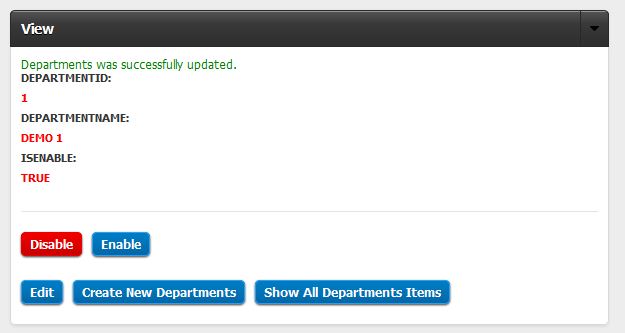 View
Departments was successfully updated.
DEPARTMENTID:
1
DEPARTMENTNAME:
DEMO 1
ISENABLE:
TRUE
Disable Enable
Edit Create New Departments Show All Departments Items